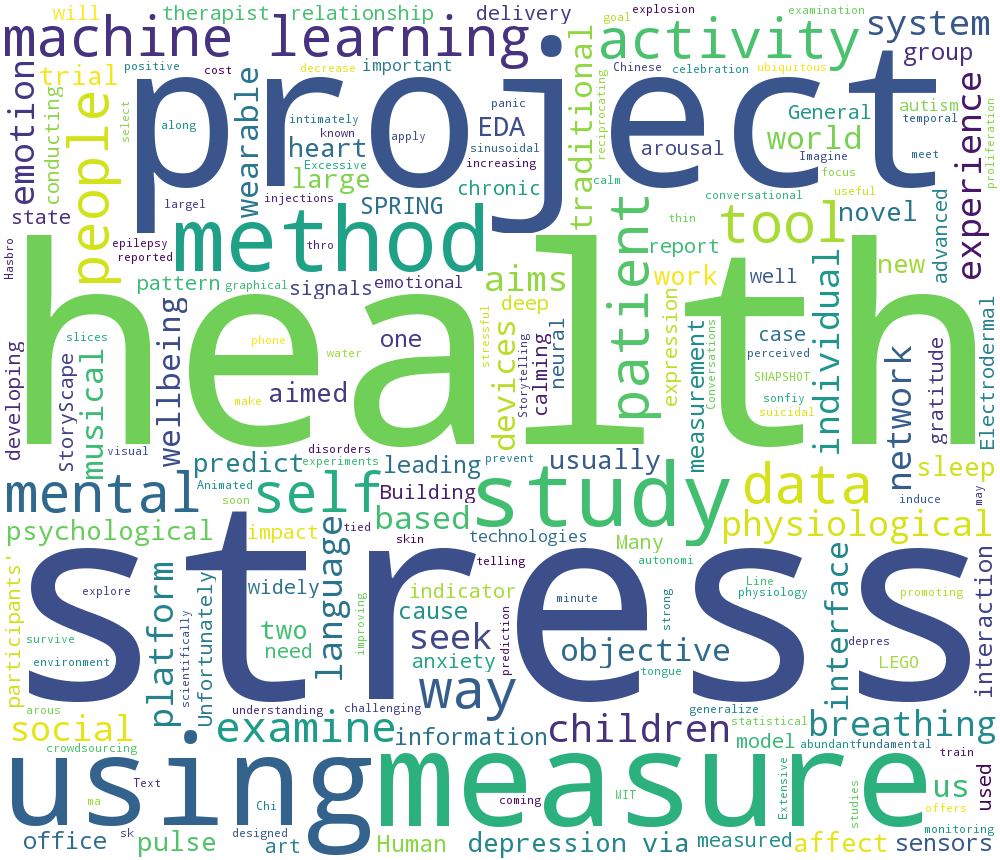 will
therapist relationship
delivery
goal
explosion
examination
machine learning
activity
system
group
emotion
trial
positive
cost
decrease
important
Chinese
celebration
ubiquitous
project
people
conducting
select
along
wearable
intimately
known
apply
panic
EDA
sinusoidal
heart
Excessive
increasing
large
chronic
traditional
reciprocating
calm
arousal
General
world
Imagine
focus
autism
temporal
meet
experience
proliferation
state
largel
injections
SPRING
method
conversational
useful
thin
tool
novel
advanced
Hasbro
epilepsy
reported
thro
report
patient
pattern
graphical
signals
emotional
aims
deep
work
well
individual
new
health
developing
StoryScape
slices
musical
visual
wellbeing
phone
water
make
one
aimed
devices
stressful
Storytelling
calming
neural
expression
measurement
Conversations
case
perceived
SNAPSHOT
sonfiy
suicidal
network
gratitude
Electrodermal
disorders
predict
experiments
leading
prevent
usually
Animated
soon
mental
self
Building
study
data
induce
sleep
may
psychological
impact
language
tied
based
skin
technologies
Many
autonomi
physiological
stress
participants'
explore
platform
widely
telling
indicator
minute
strong
Line
physiology
interface
promoting
interaction
survive
environment
scientifically
Unfortunately
two
need
improving
cause
seek
anxiety
prediction
objective
tongue
depres
LEGO
arous
understanding
challenging
way
generalize
social
crowdsourcing
examine
information
children
statistical
model
breathing
abundant
fundamental
train
used
using
Text
ma
Chi
measure
coming
MIT
Extensive
studies
us
offers
office
sk
pulse
designed
art
Human
depression via
measured
affect
monitoring
sensors